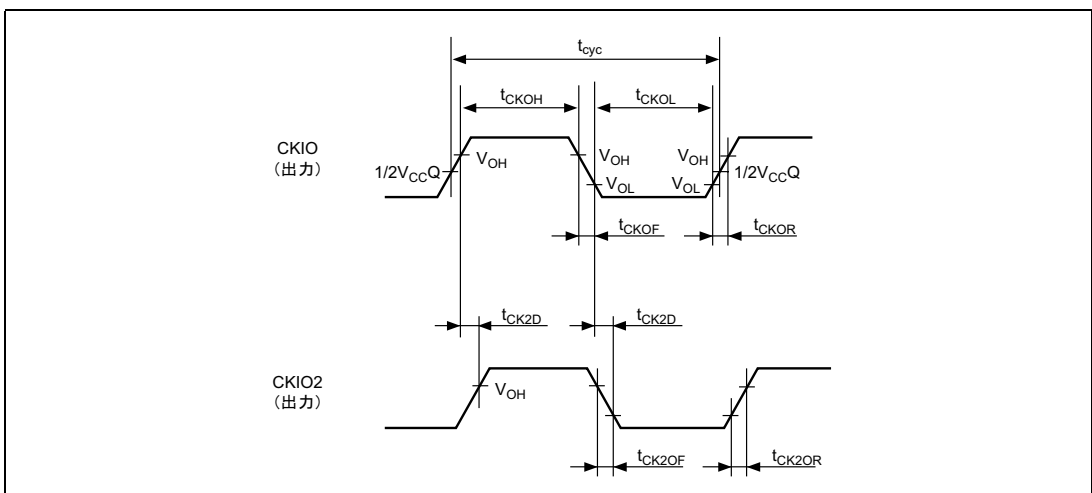 tcyc
tCKOH tCKOL
CKIO
（出力）
1/2VCCQ VOH VOH VOH 1/2VCCQ
VOL VOL
tCKOF tCKOR
tCK2D tCK2D
CKIO2
（出力）
VOH
tCK2OF tCK2OR